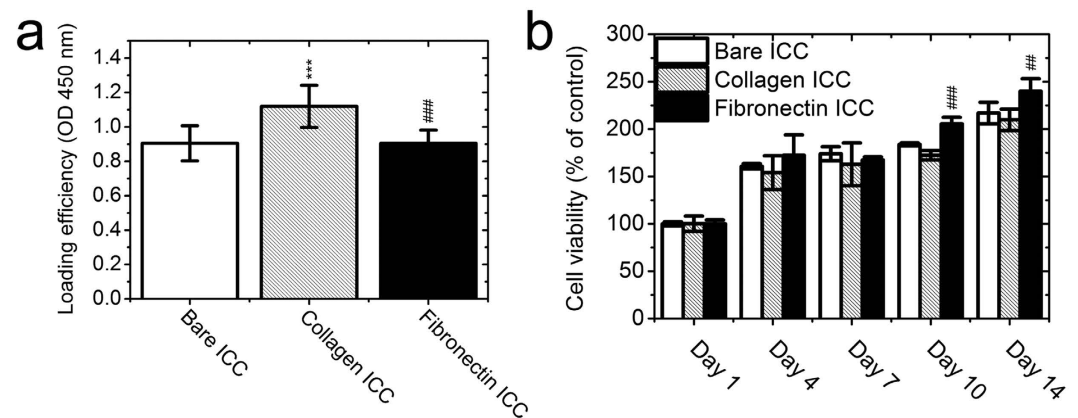 a
Loading efficiency (OD 450 nm)
1.4
1.2
1.0
0.8
0.6
0.4
0.2
0.0
***
###
Bare ICC
Collagen ICC
Fibronectin ICC
b
Cell viability (% of control)
300
250
200
150
100
50
0
Bare ICC
Collagen ICC
Fibronectin ICC
###
##
Day 1
Day 4
Day 7
Day 10
Day 14